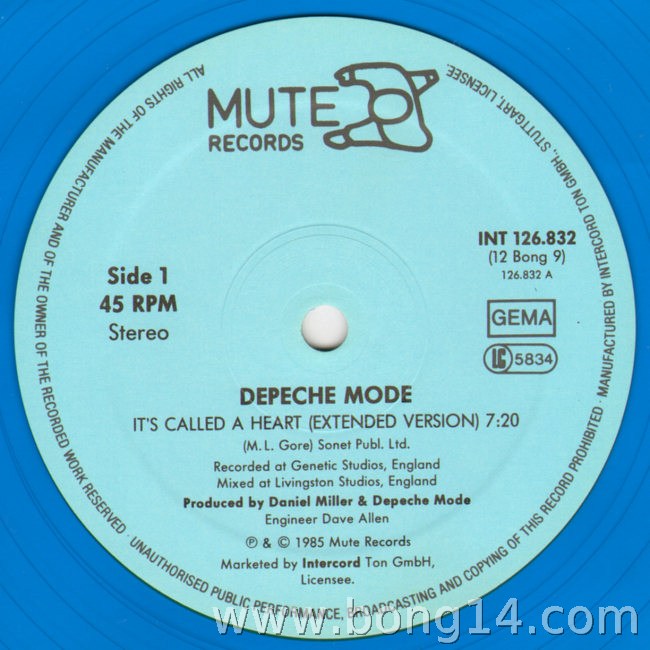 MUTE
RECORDS
INT 126.832
(12 Bong 9)
126.832 A
Side 1
45 RPM
Stereo
GEMA
LC 5834
DEPECHE MODE
IT'S CALLED A HEART (EXTENDED VERSION) 7:20
(M.L. Gore) Sonet Publ. Ltd.
Recorded at Genetic Studios, England
Mixed at Livingston Studios, England
Produced by Daniel Miller & Depeche Mode
Engineer Dave Allen
℗ & © 1985 Mute Records
Marketed by Intercord Ton GmbH,
Licensee.
ALL RIGHTS OF THE MANUFACTURER AND OF THE OWNER OF THE RECORDED WORK RESERVED · UNAUTHORISED PUBLIC PERFORMANCE, BROADCASTING AND COPYING OF THIS RECORD PROHIBITED · MANUFACTURED BY INTERCORD TON GMBH, STUTTGART, LICENSEE.
www.bong14.com